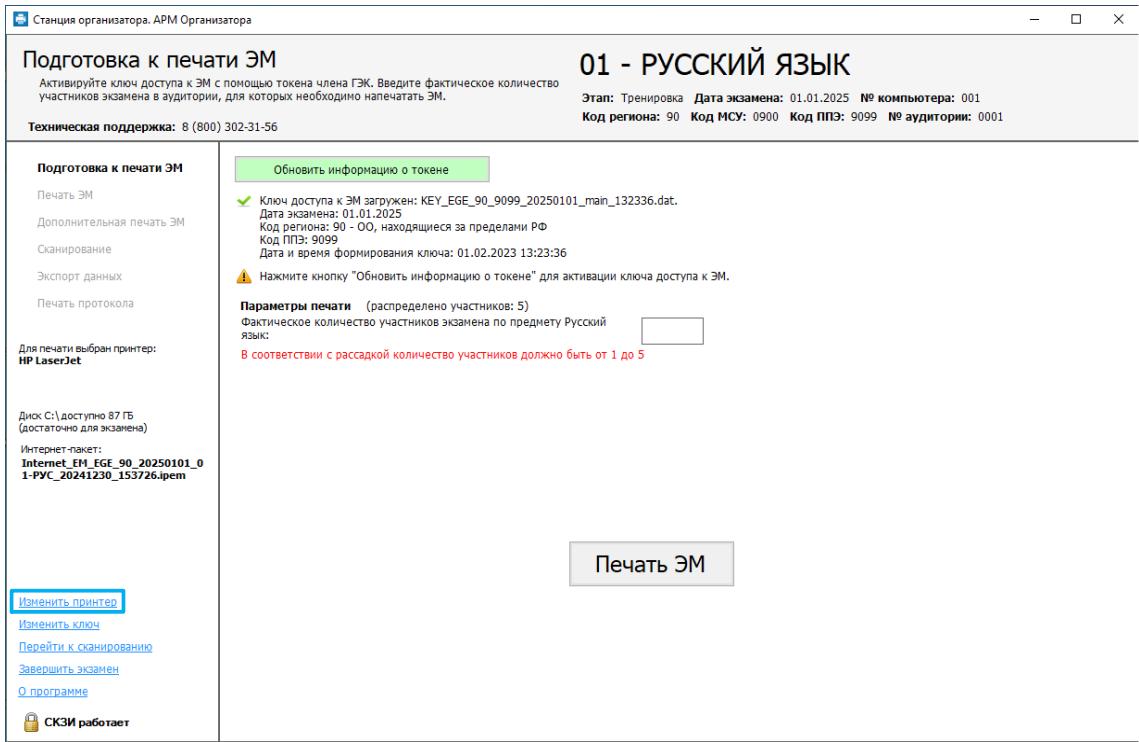 Станция организатора. АРМ Организатора
Подготовка к печати ЭМ
Активируйте ключ доступа к ЭМ с помощью токена члена ГЭК. Введите фактическое количество
участников экзамена в аудитории, для которых необходимо напечатать ЭМ.
Техническая поддержка: 8 (800) 302-31-56
01 - РУССКИЙ ЯЗЫК
Этап: Тренировка Дата экзамена: 01.01.2025 № компьютера: 001
Код региона: 90 Код МСУ: 0900 Код ППЭ: 9099 № аудитории: 0001
Подготовка к печати ЭМ
Печать ЭМ
Дополнительная печать ЭМ
Сканирование
Экспорт данных
Печать протокола
Для печати выбран принтер:
HP LaserJet
Диск C:\ доступно 87 ГБ
(достаточно для экзамена)
Интернет-пакет:
Internet_EM_EGE_90_20250101_0
1-РУС_20241230_153726.ipem
Изменить принтер
Изменить ключ
Перейти к сканированию
Завершить экзамен
О программе
СКЗИ работает
Обновить информацию о токене
Ключ доступа к ЭМ загружен: KEY_EGE_90_9099_20250101_main_132336.dat.
Дата экзамена: 01.01.2025
Код региона: 90 - ОО, находящиеся за пределами РФ
Код ППЭ: 9099
Дата и время формирования ключа: 01.02.2023 13:23:36
Нажмите кнопку "Обновить информацию о токене" для активации ключа доступа к ЭМ.
Параметры печати (распределено участников: 5)
Фактическое количество участников экзамена по предмету Русский
язык:
В соответствии с рассадкой количество участников должно быть от 1 до 5
Печать ЭМ